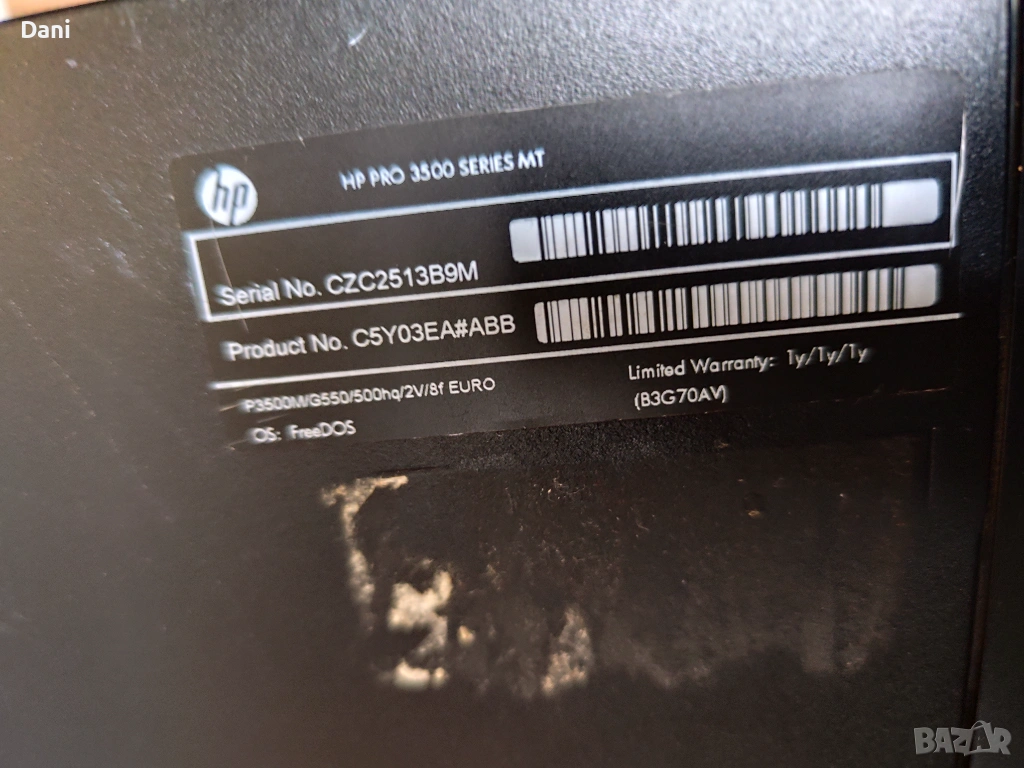 Dani
hp
HP PRO 3500 SERIES MT
Serial No. CZC2513B9M
Product No. C5Y03EA#ABB
P3500M/G550/500hq/2V/8f EURO
Limited Warranty: 1y/1y/1y
(B3G70AV)
OS: FreeDOS
BAZAR